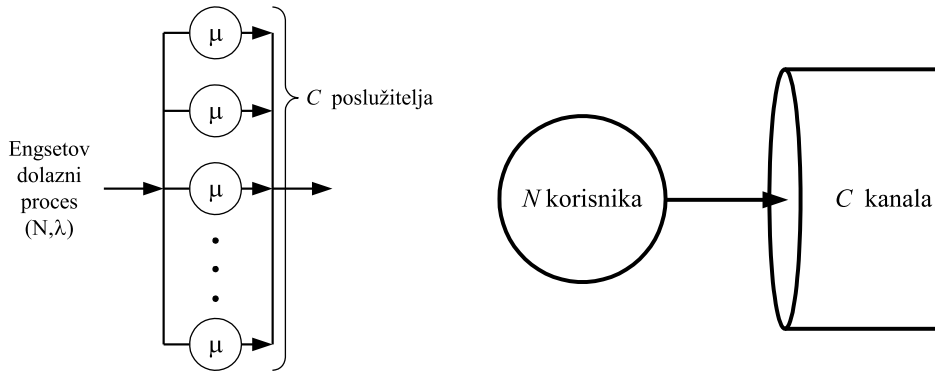 μ
μ
C poslužitelja
Engsetov
dolazni
proces
(N,λ)
μ
μ
N korisnika
C kanala